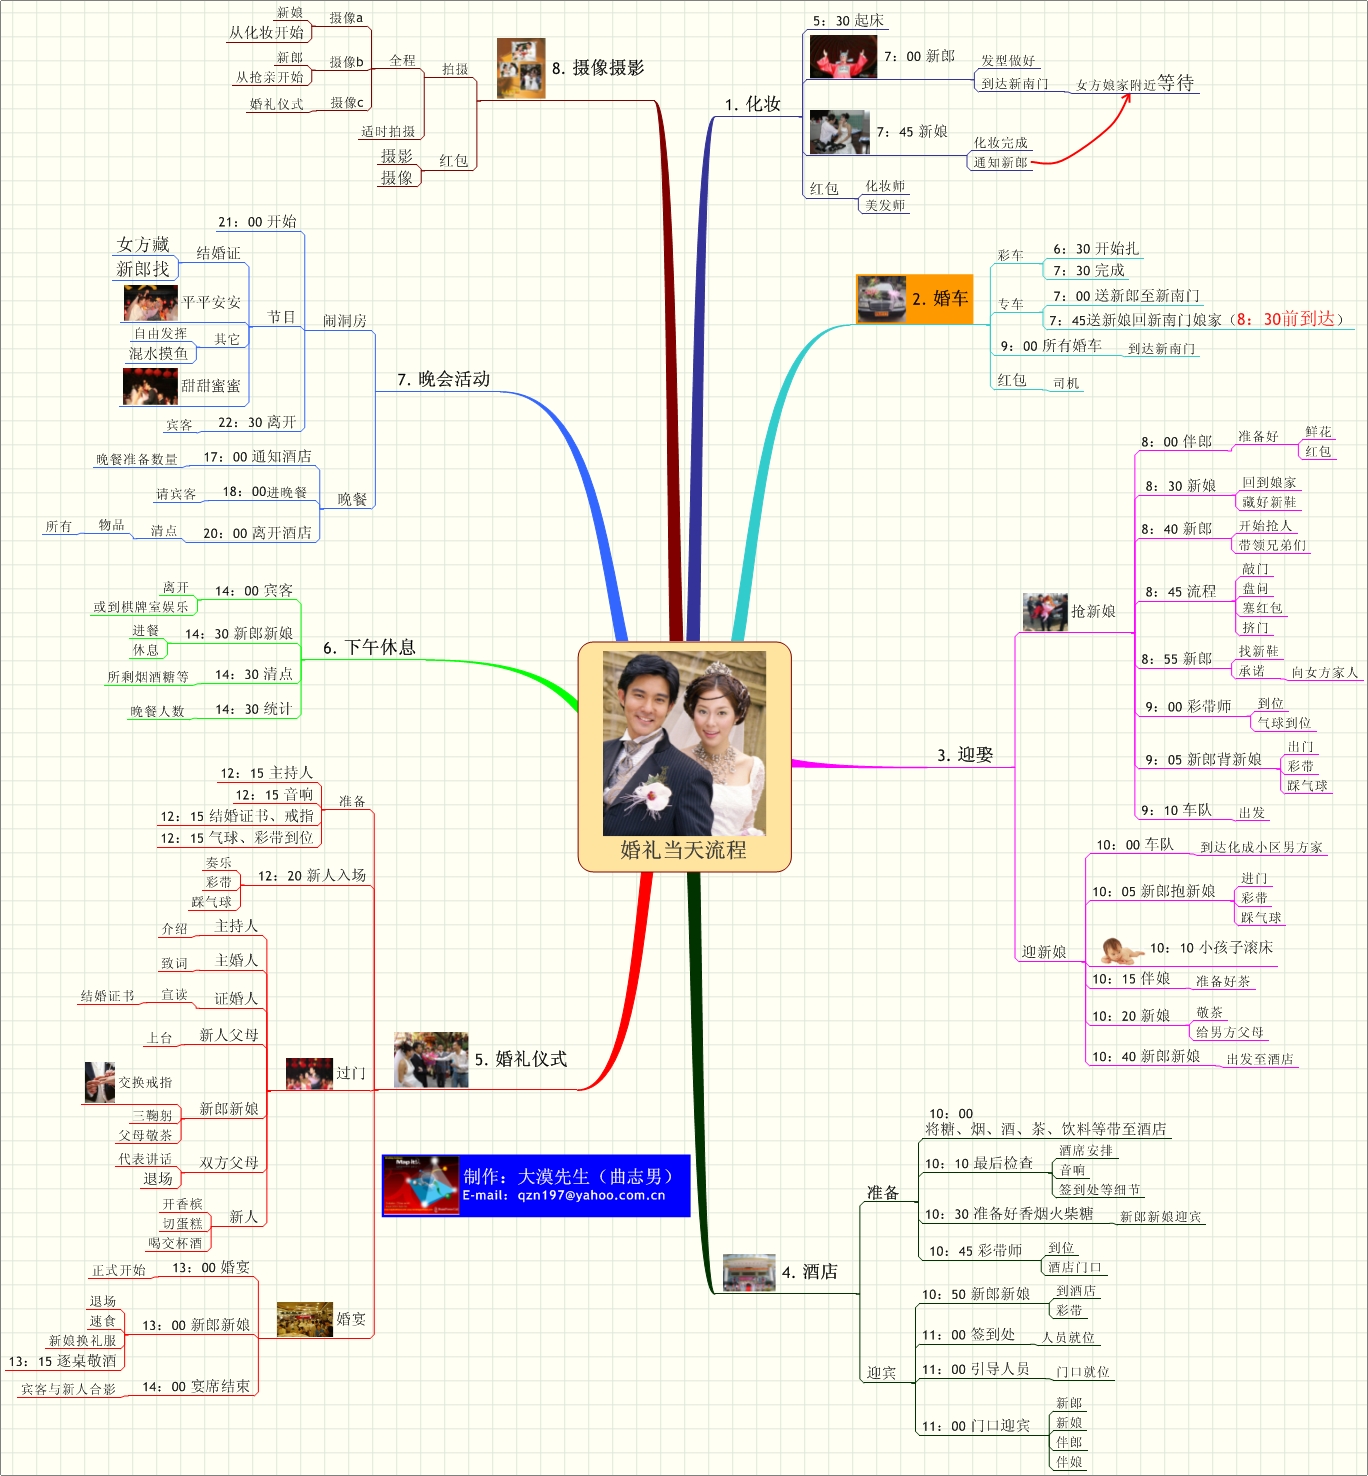 婚礼当天流程
1. 化妆
5：30 起床
7：00 新郎
发型做好
到达新南门
女方娘家附近等待
7：45 新娘
化妆完成
通知新郎
红包
化妆师
美发师
2. 婚车
彩车
6：30 开始扎
7：30 完成
专车
7：00 送新郎至新南门
7：45送新娘回新南门娘家（8：30前到达）
9：00 所有婚车
到达新南门
红包
司机
3. 迎娶
抢新娘
8：00 伴郎
准备好
鲜花
红包
8：30 新娘
回到娘家
藏好新鞋
8：40 新郎
开始抢人
带领兄弟们
8：45 流程
敲门
盘问
塞红包
挤门
8：55 新郎
找新鞋
承诺
向女方家人
9：00 彩带师
到位
气球到位
9：05 新郎背新娘
出门
彩带
踩气球
9：10 车队
出发
迎新娘
10：00 车队
到达化成小区男方家
10：05 新郎抱新娘
进门
彩带
踩气球
10：10 小孩子滚床
10：15 伴娘
准备好茶
10：20 新娘
敬茶
给男方父母
10：40 新郎新娘
出发至酒店
4. 酒店
准备
10：00
将糖、烟、酒、茶、饮料等带至酒店
10：10 最后检查
酒席安排
音响
签到处等细节
10：30 准备好香烟火柴糖
新郎新娘迎宾
10：45 彩带师
到位
酒店门口
迎宾
10：50 新郎新娘
到酒店
彩带
11：00 签到处
人员就位
11：00 引导人员
门口就位
11：00 门口迎宾
新郎
新娘
伴郎
伴娘
5. 婚礼仪式
准备
12：15 主持人
12：15 音响
12：15 结婚证书、戒指
12：15 气球、彩带到位
12：20 新人入场
奏乐
彩带
踩气球
过门
主持人
介绍
主婚人
致词
证婚人
宣读
结婚证书
新人父母
上台
新郎新娘
交换戒指
三鞠躬
父母敬茶
双方父母
代表讲话
退场
新人
开香槟
切蛋糕
喝交杯酒
婚宴
13：00 婚宴
正式开始
13：00 新郎新娘
退场
速食
新娘换礼服
13：15 逐桌敬酒
14：00 宴席结束
宾客与新人合影
6. 下午休息
14：00 宾客
离开
或到棋牌室娱乐
14：30 新郎新娘
进餐
休息
14：30 清点
所剩烟酒糖等
14：30 统计
晚餐人数
7. 晚会活动
闹洞房
21：00 开始
节目
结婚证
女方藏
新郎找
平平安安
其它
自由发挥
混水摸鱼
甜甜蜜蜜
22：30 离开
宾客
晚餐
17：00 通知酒店
晚餐准备数量
18：00进晚餐
请宾客
20：00 离开酒店
清点
物品
所有
8. 摄像摄影
拍摄
全程
摄像a
新娘
从化妆开始
摄像b
新郎
从抢亲开始
摄像c
婚礼仪式
适时拍摄
红包
摄影
摄像
制作：大漠先生（曲志男）
E-mail：qzn197@yahoo.com.cn